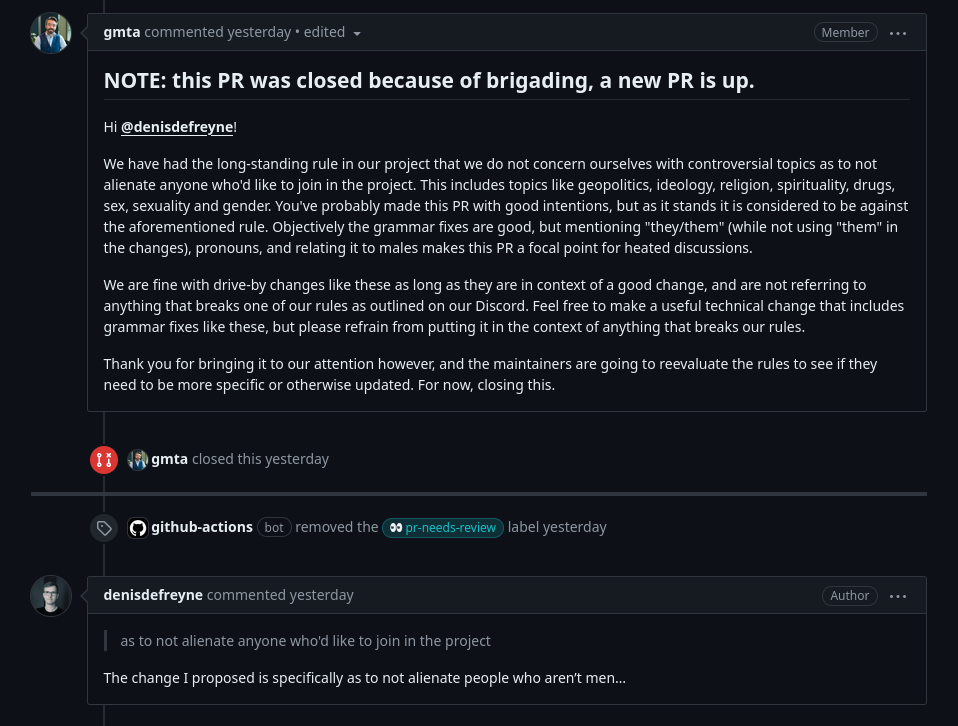 gmta commented yesterday • edited
Member
NOTE: this PR was closed because of brigading, a new PR is up.
Hi @denisdefreyne!
We have had the long-standing rule in our project that we do not concern ourselves with controversial topics as to not
alienate anyone who'd like to join in the project. This includes topics like geopolitics, ideology, religion, spirituality, drugs,
sex, sexuality and gender. You've probably made this PR with good intentions, but as it stands it is considered to be against
the aforementioned rule. Objectively the grammar fixes are good, but mentioning "they/them" (while not using "them" in
the changes), pronouns, and relating it to males makes this PR a focal point for heated discussions.
We are fine with drive-by changes like these as long as they are in context of a good change, and are not referring to
anything that breaks one of our rules as outlined on our Discord. Feel free to make a useful technical change that includes
grammar fixes like these, but please refrain from putting it in the context of anything that breaks our rules.
Thank you for bringing it to our attention however, and the maintainers are going to reevaluate the rules to see if they
need to be more specific or otherwise updated. For now, closing this.
gmta closed this yesterday
github-actions bot removed the 👀 pr-needs-review label yesterday
denisdefreyne commented yesterday
Author
as to not alienate anyone who'd like to join in the project
The change I proposed is specifically as to not alienate people who aren’t men…